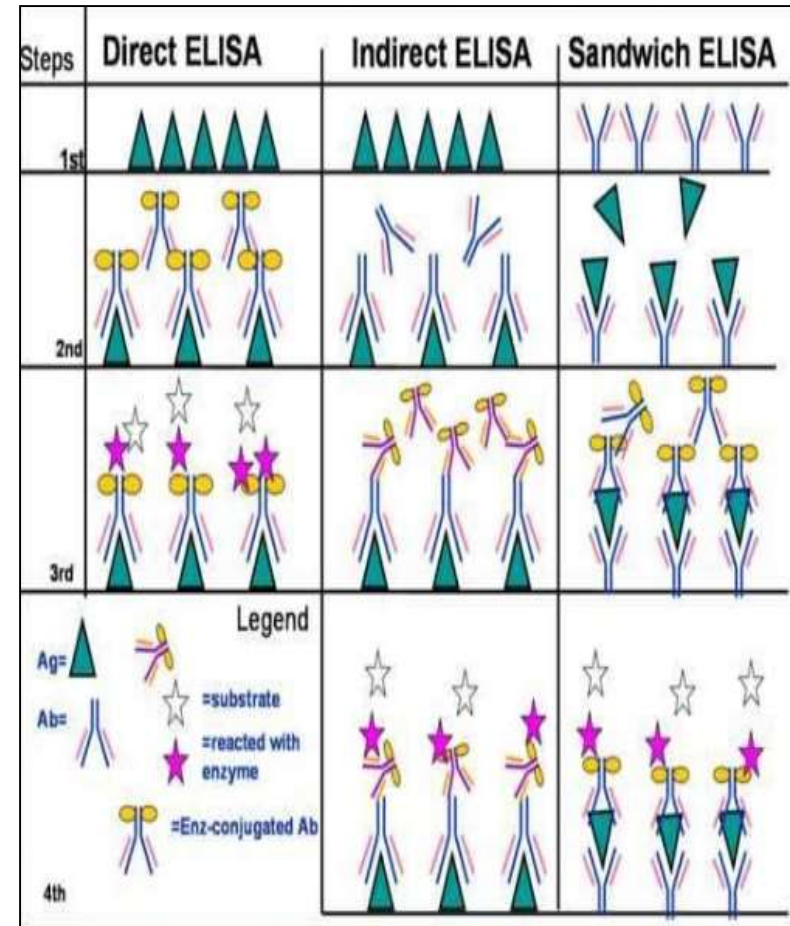 Steps Direct ELISA Indirect ELISA Sandwich ELISA
1st
2nd
3rd
Legend
Ag=
=substrate
Ab=
=reacted with
enzyme
=Enz-conjugated Ab
4th